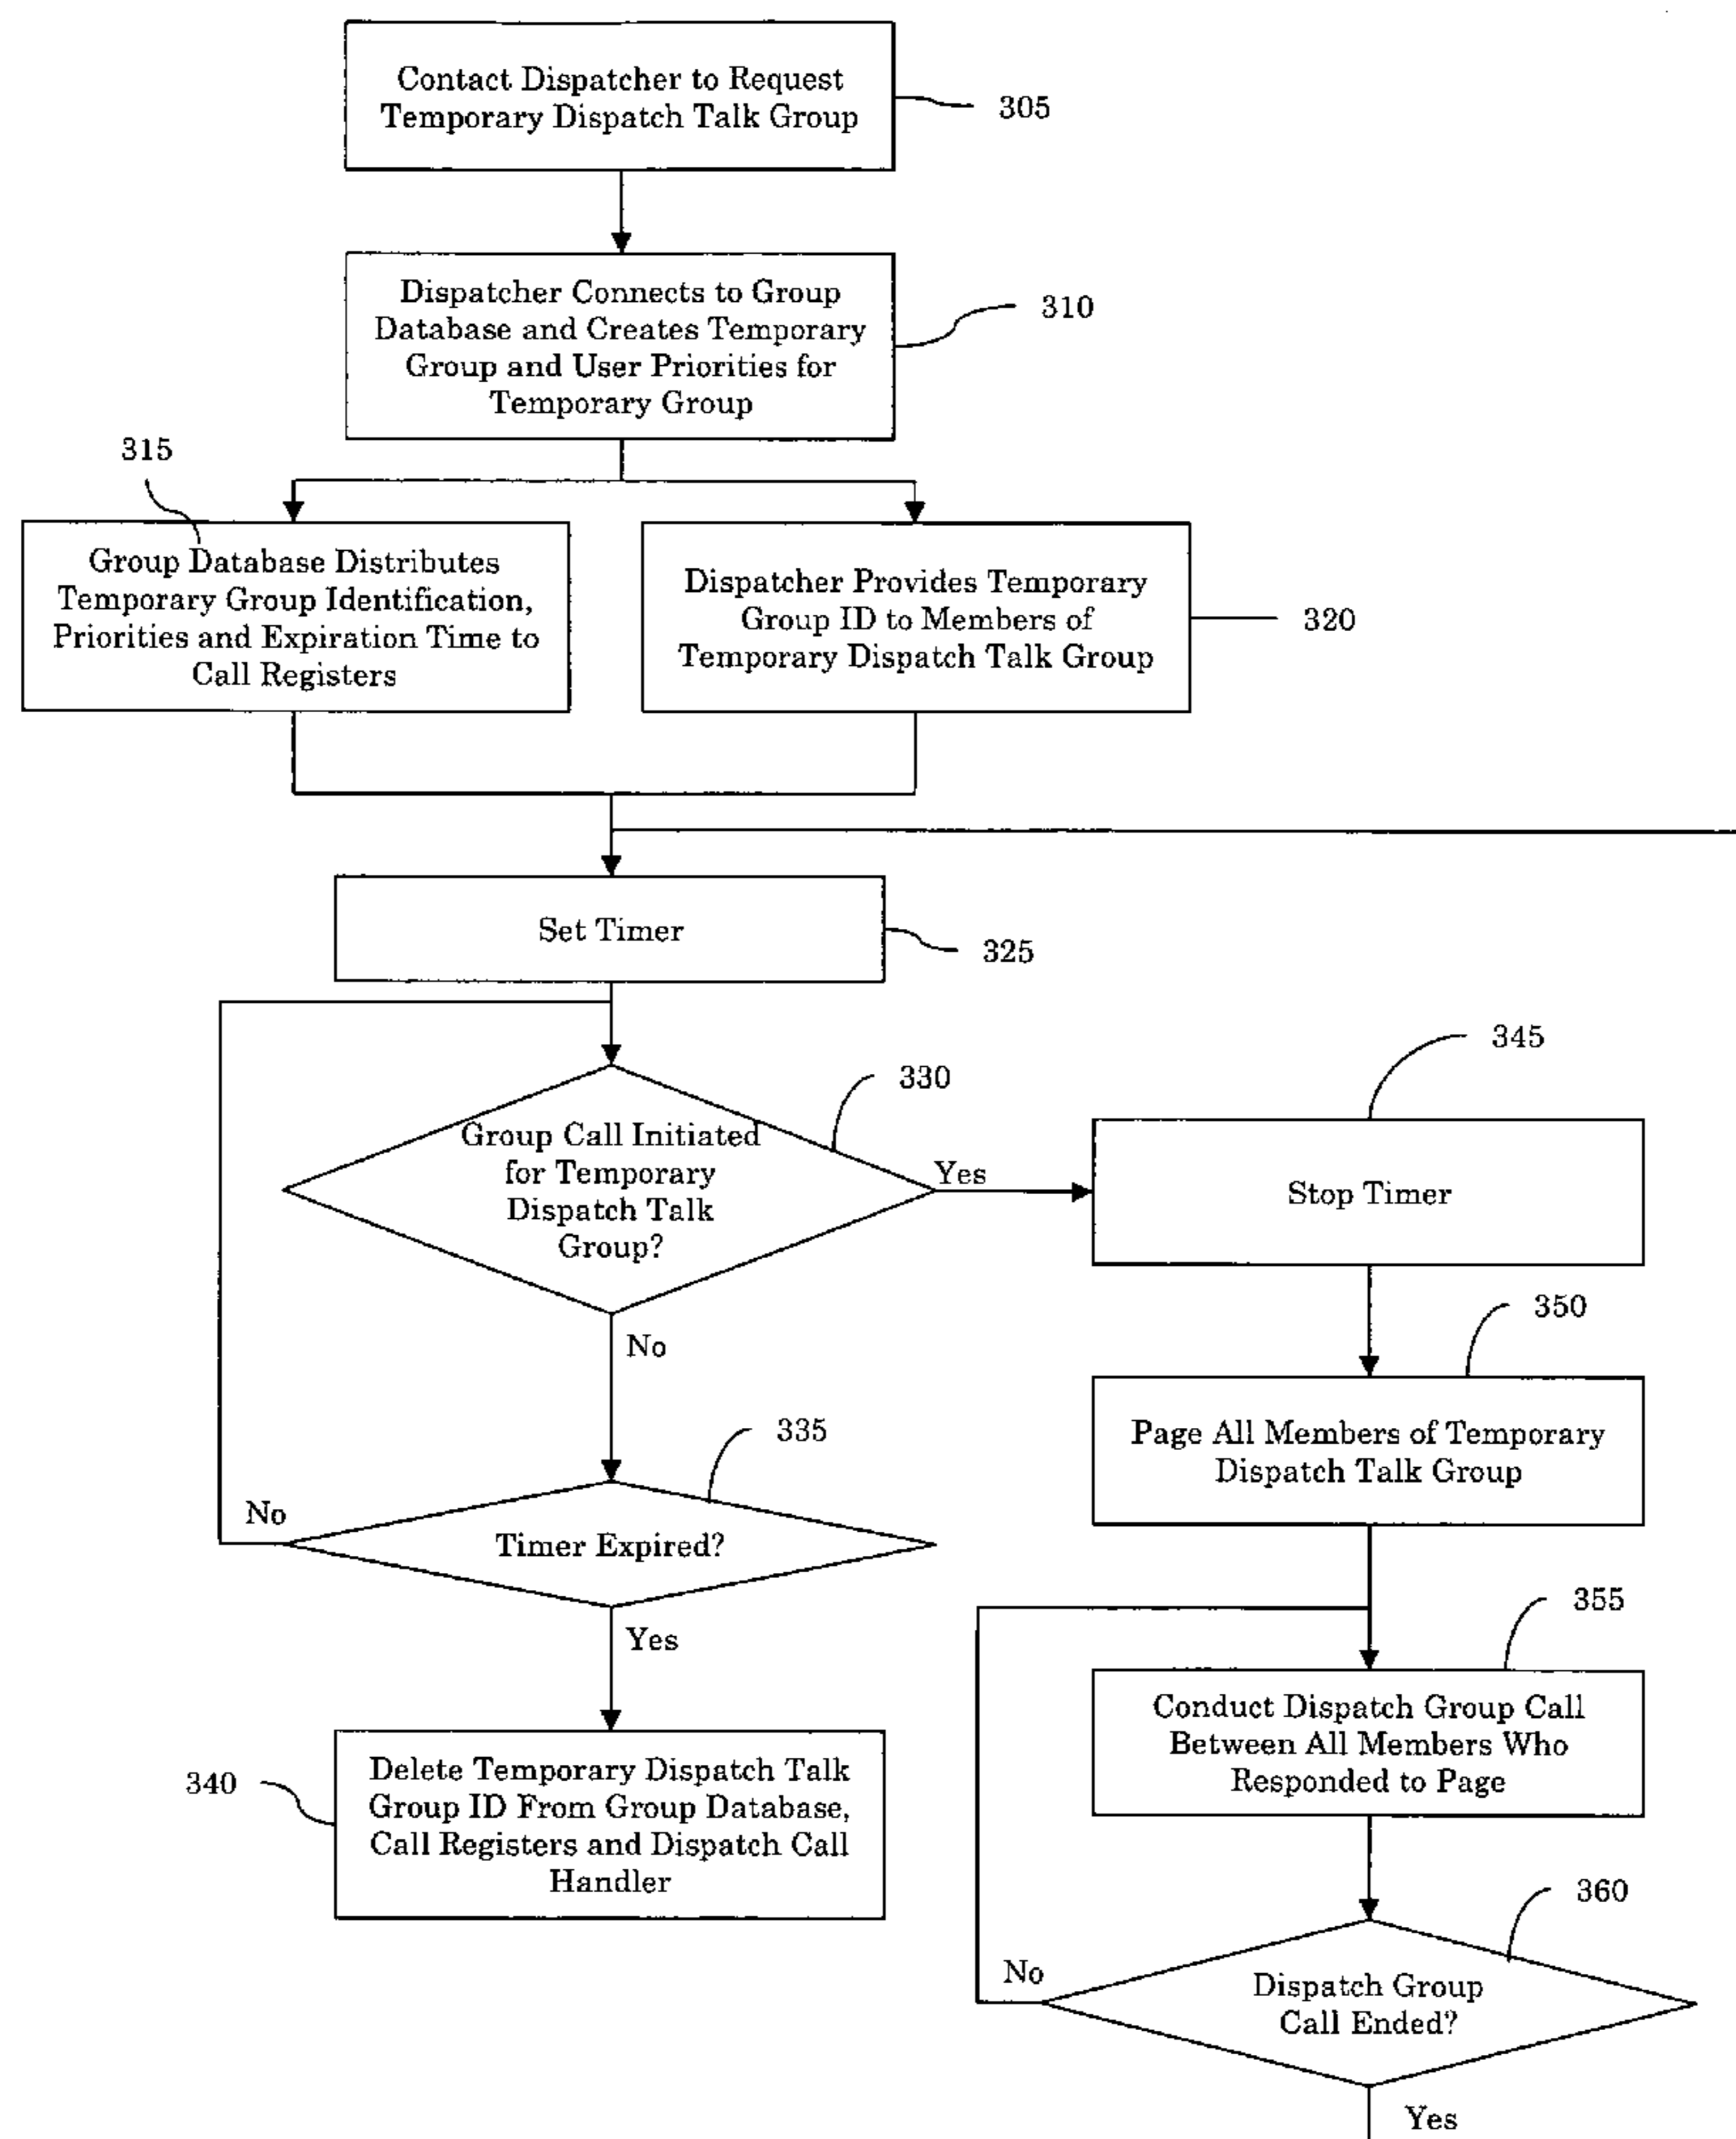 Contact Dispatcher to Request
Temporary Dispatch Talk Group
305
Dispatcher Connects to Group
Database and Creates Temporary
Group and User Priorities for
Temporary Group
310
315
Group Database Distributes
Temporary Group Identification,
Priorities and Expiration Time to
Call Registers
Dispatcher Provides Temporary
Group ID to Members of
Temporary Dispatch Talk Group
320
Set Timer
325
330
Group Call Initiated
for Temporary
Dispatch Talk
Group?
Yes
No
345
Stop Timer
350
Page All Members of Temporary
Dispatch Talk Group
335
Timer Expired?
No
Yes
340
Delete Temporary Dispatch Talk
Group ID From Group Database,
Call Registers and Dispatch Call
Handler
355
Conduct Dispatch Group Call
Between All Members Who
Responded to Page
360
Dispatch Group
Call Ended?
No
Yes